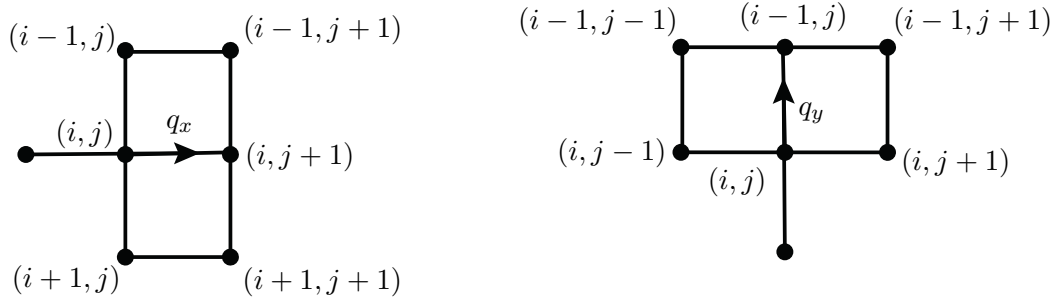 (i − 1, j)
(i − 1, j + 1)
(i, j)
q_x
(i, j + 1)
(i + 1, j)
(i + 1, j + 1)
(i − 1, j − 1)
(i − 1, j)
(i − 1, j + 1)
q_y
(i, j − 1)
(i, j)
(i, j + 1)